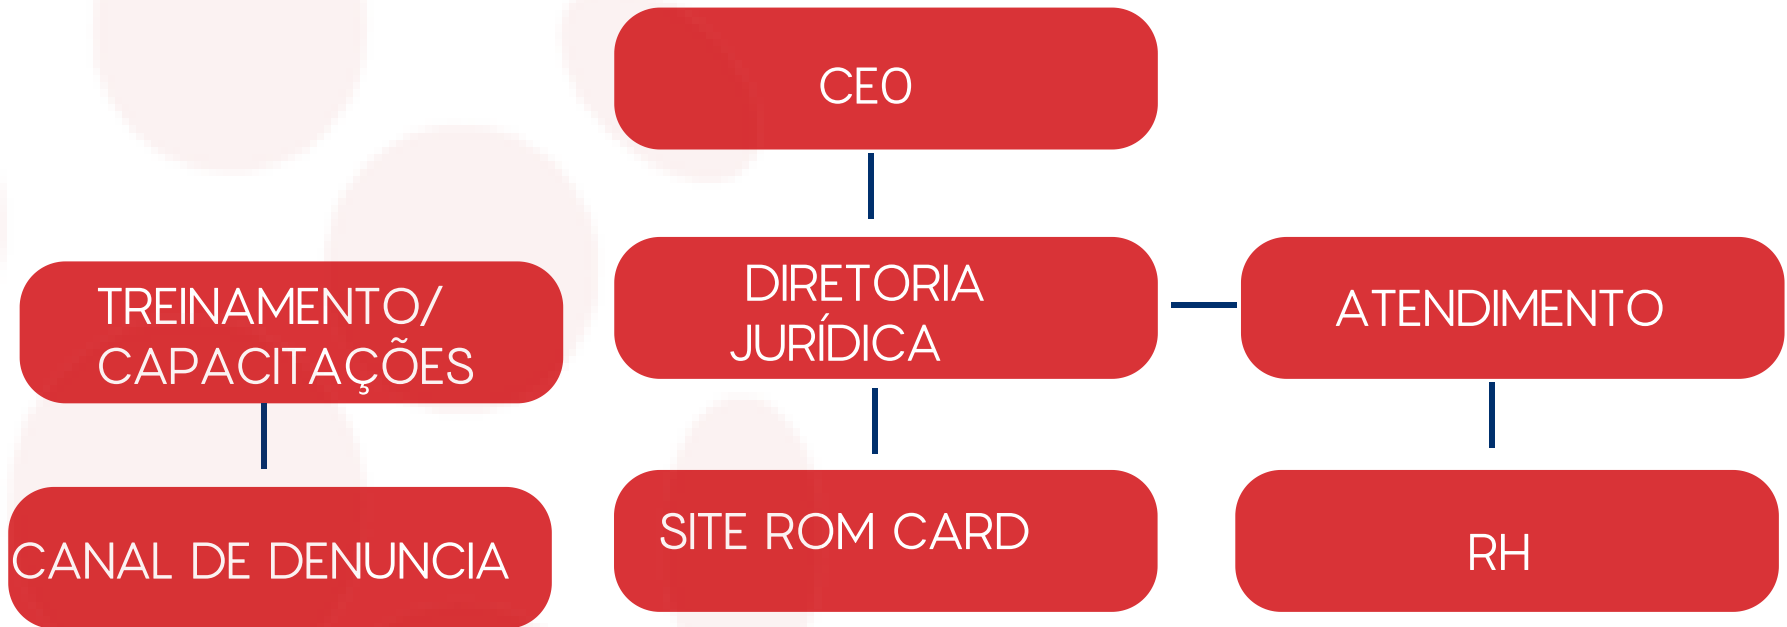 CEO
TREINAMENTO/
CAPACITAÇÕES
DIRETORIA
JURÍDICA
ATENDIMENTO
CANAL DE DENUNCIA
SITE ROM CARD
RH